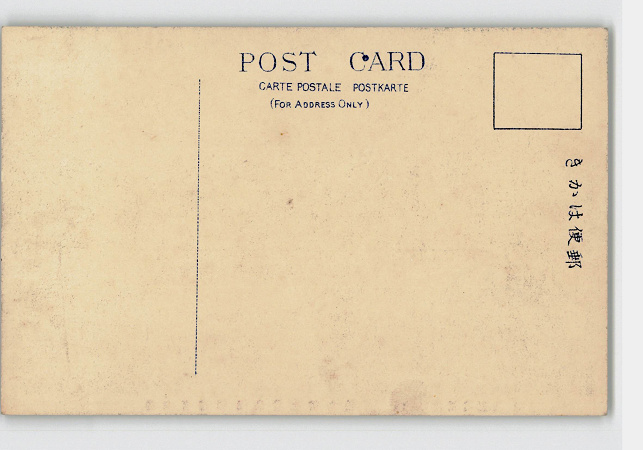 POST CARD
CARTE POSTALE POSTKARTE
(FOR ADDRESS ONLY)
きかは便郵